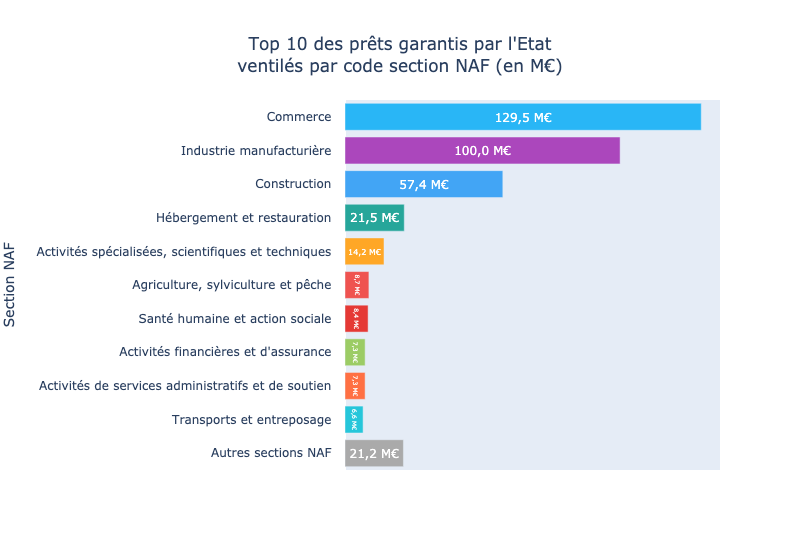 Top 10 des prêts garantis par l'Etat
ventilés par code section NAF (en M€)
Section NAF
Commerce
129,5 M€
Industrie manufacturière
100,0 M€
Construction
57,4 M€
Hébergement et restauration
21,5 M€
Activités spécialisées, scientifiques et techniques
14,2 M€
Agriculture, sylviculture et pêche
8,7 M€
Santé humaine et action sociale
8,4 M€
Activités financières et d'assurance
7,3 M€
Activités de services administratifs et de soutien
7,3 M€
Transports et entreposage
6,6 M€
Autres sections NAF
21,2 M€